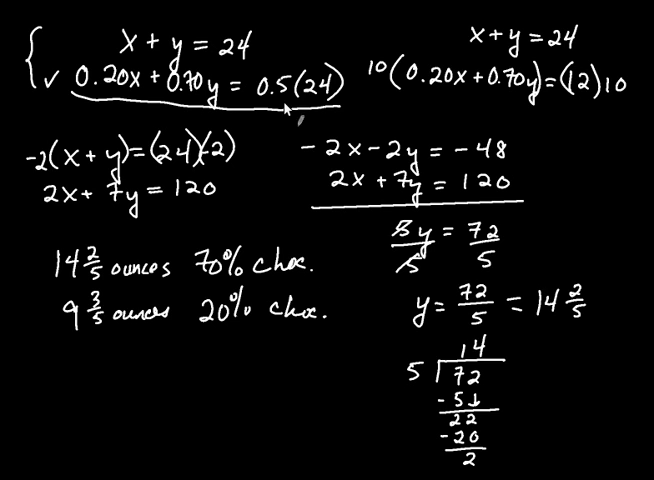 x + y = 24
√ 0.20x + 0.70y = 0.5(24)
x + y = 24
10(0.20x + 0.70y) = (12)10
-2(x + y) = (24)(-2)
2x + 7y = 120
-2x - 2y = -48
2x + 7y = 120
5y/5 = 72/5
y = 72/5 = 14 2/5
14 2/5 ounces 70% choc.
9 3/5 ounces 20% choc.
14
5 72
-5↓
22
-20
2